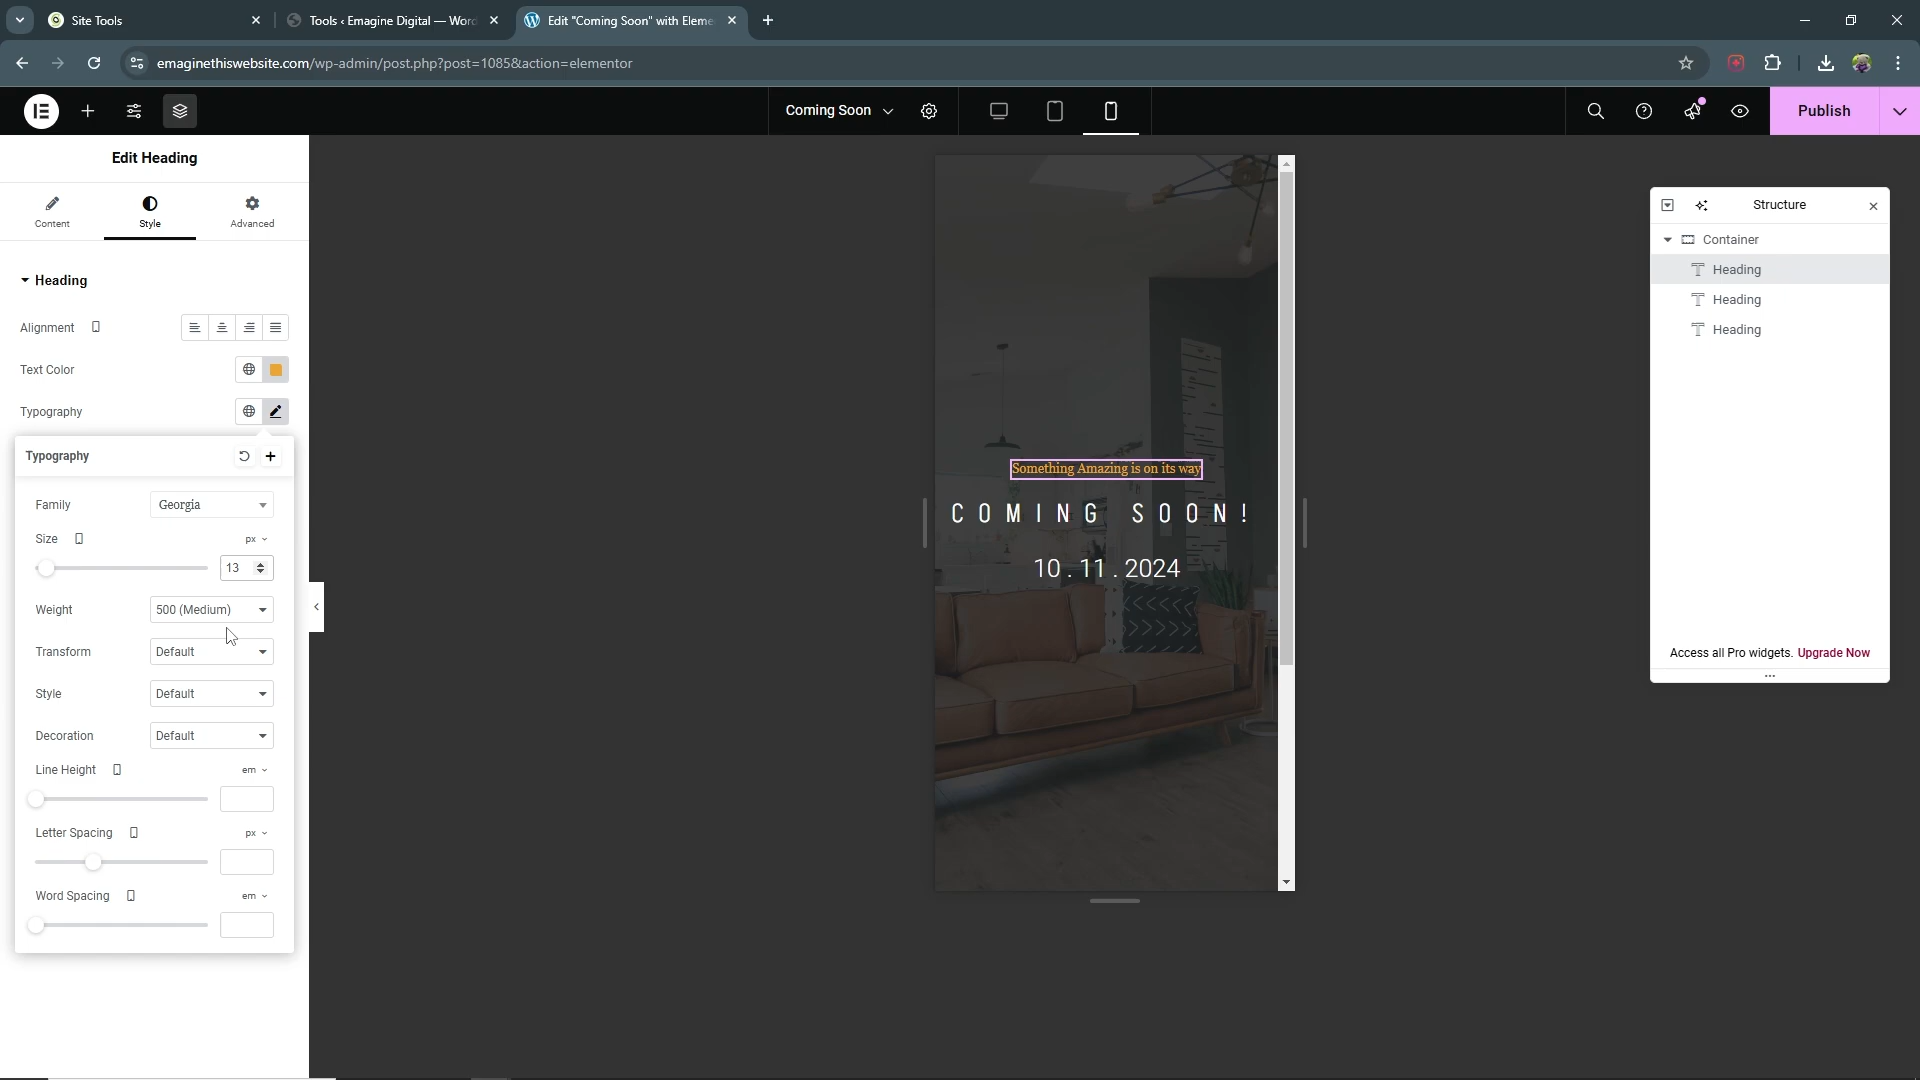 Site Tools
Tools ‹ Emagine Digital — Word
Edit "Coming Soon" with Eleme
emaginethiswebsite.com/wp-admin/post.php?post=1085&action=elementor
Coming Soon
Publish
Edit Heading
Content
Style
Advanced
Heading
Alignment
Text Color
Typography
Typography
Family
Georgia
Size
px
13
Weight
500 (Medium)
Transform
Default
Style
Default
Decoration
Default
Line Height
em
Letter Spacing
px
Word Spacing
em
Something Amazing is on its way
COMING SOON!
10.11.2024
Structure
Container
Heading
Heading
Heading
Access all Pro widgets. Upgrade Now